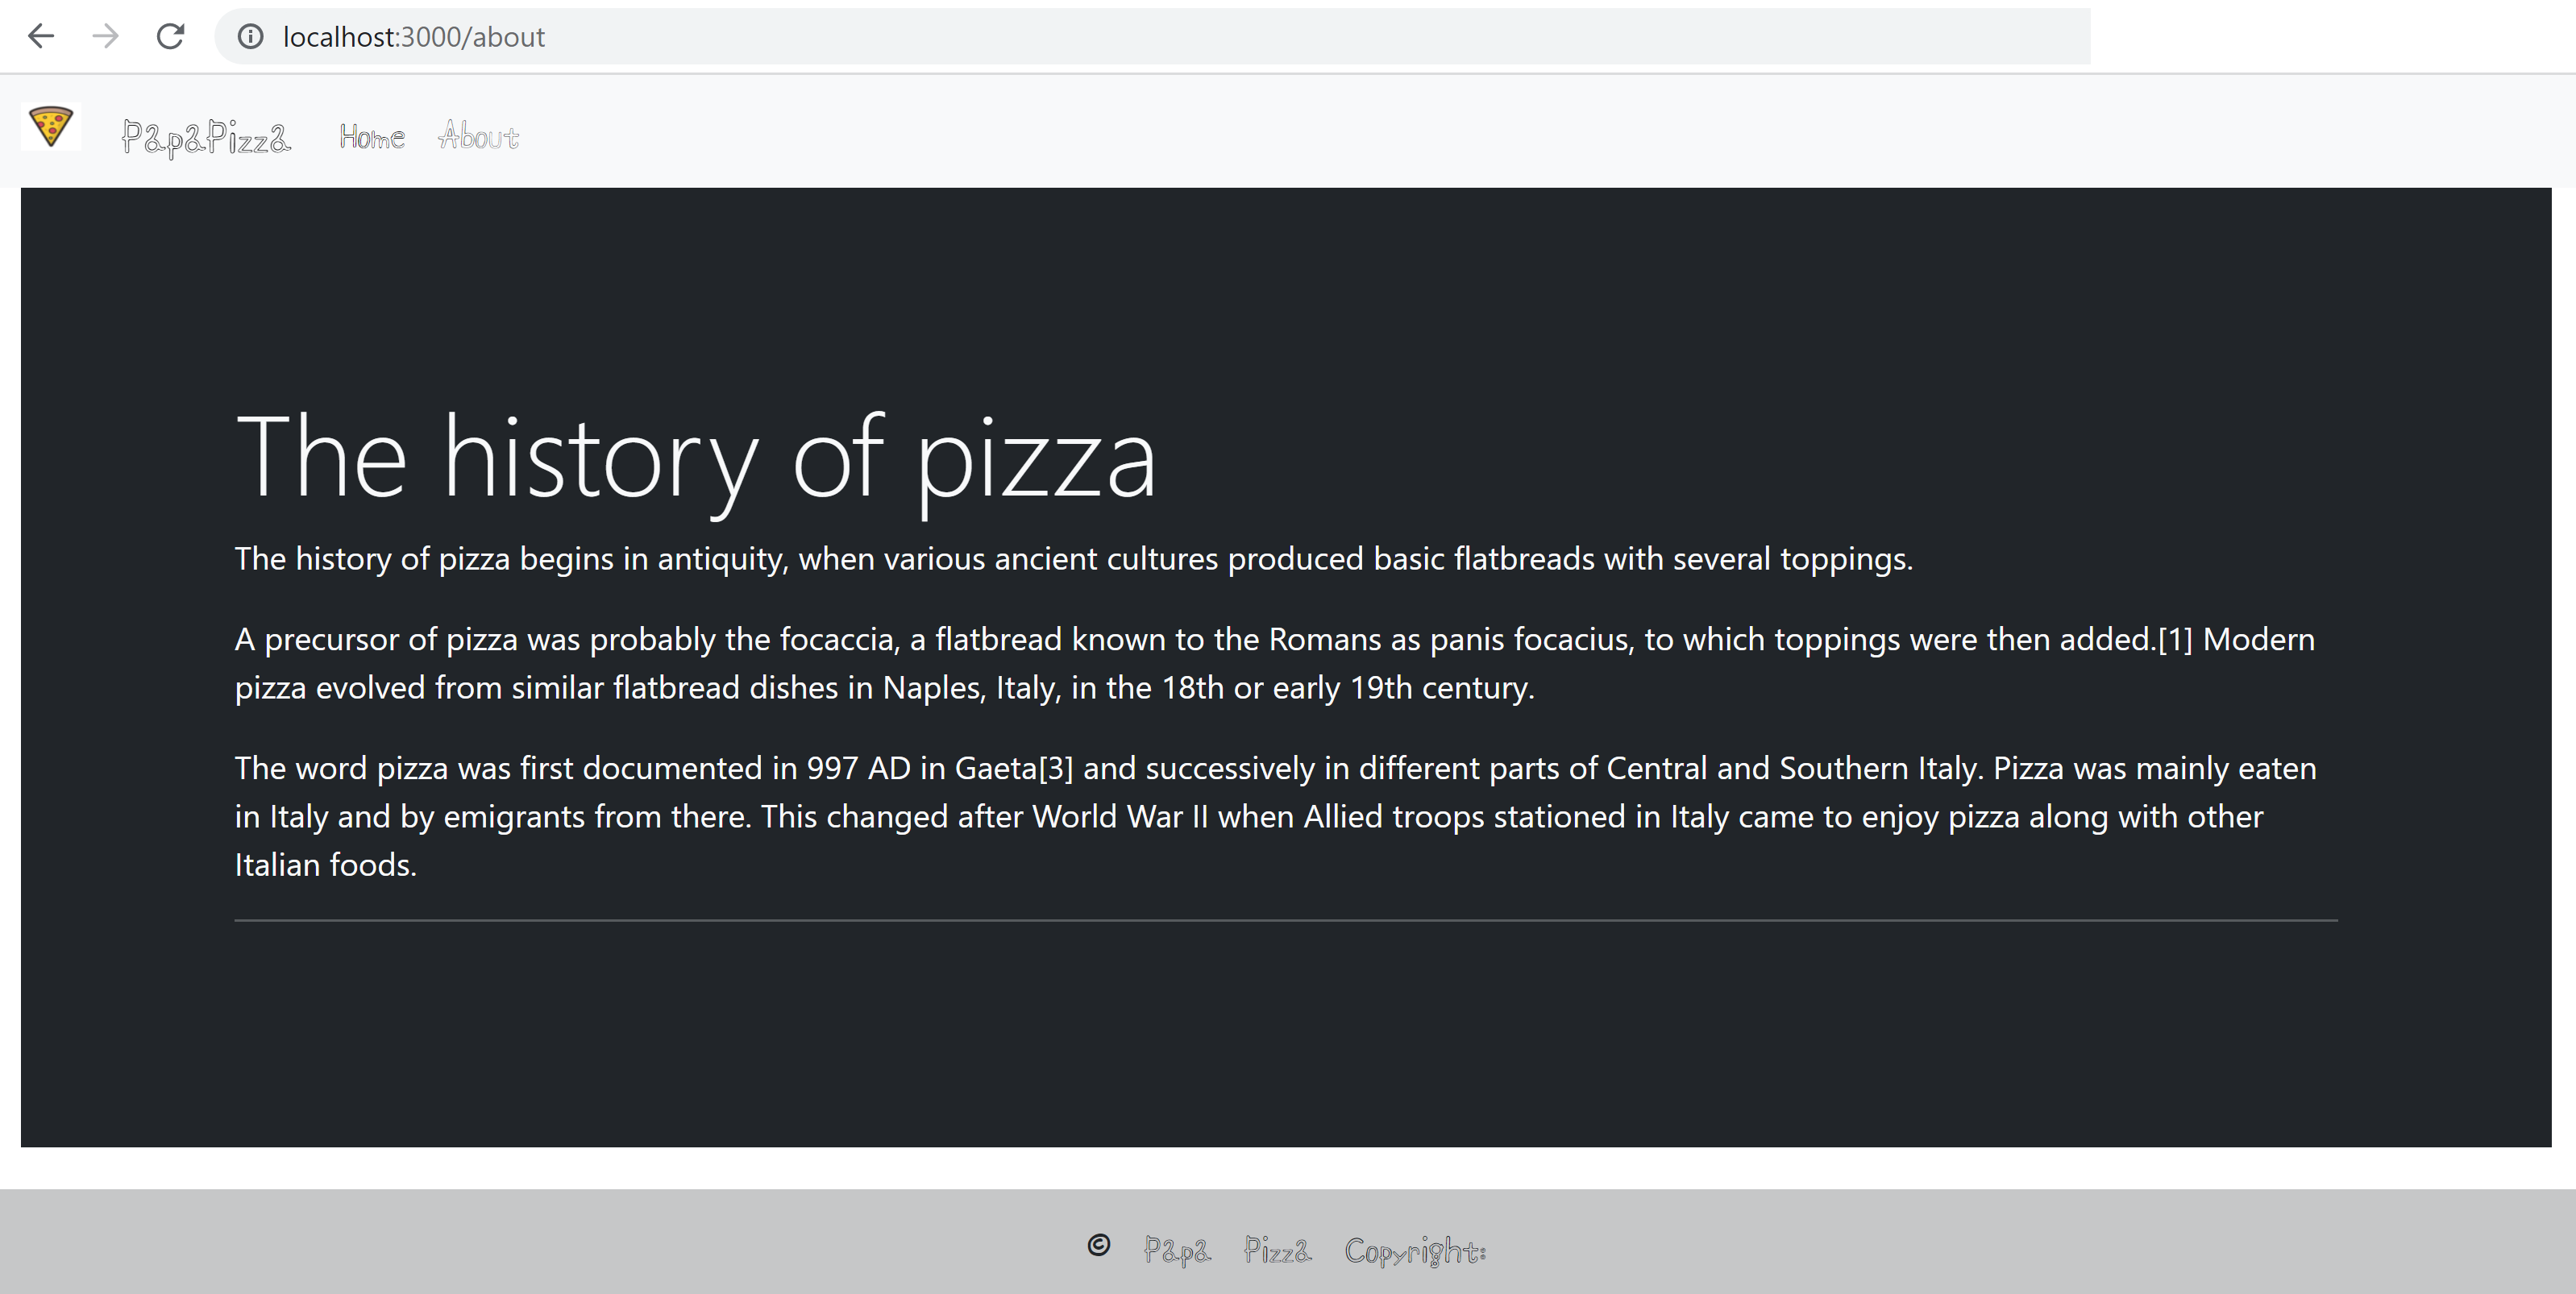 localhost:3000/about
PapaPizza Home About
The history of pizza
The history of pizza begins in antiquity, when various ancient cultures produced basic flatbreads with several toppings.
A precursor of pizza was probably the focaccia, a flatbread known to the Romans as panis focacius, to which toppings were then added.[1] Modern
pizza evolved from similar flatbread dishes in Naples, Italy, in the 18th or early 19th century.
The word pizza was first documented in 997 AD in Gaeta[3] and successively in different parts of Central and Southern Italy. Pizza was mainly eaten
in Italy and by emigrants from there. This changed after World War II when Allied troops stationed in Italy came to enjoy pizza along with other
Italian foods.
© Papa Pizza Copyright: